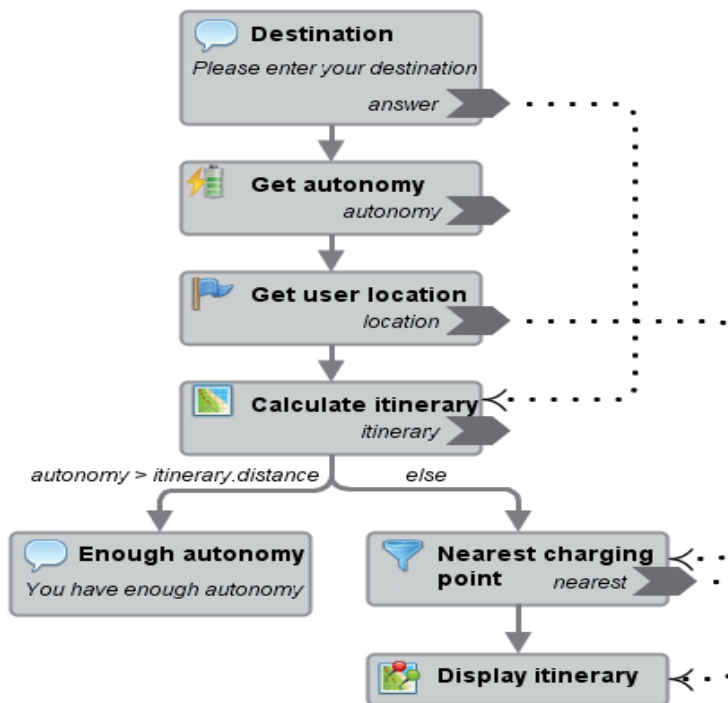 Destination
Please enter your destination
answer
Get autonomy
autonomy
Get user location
location
Calculate itinerary
itinerary
autonomy > itinerary.distance
else
Enough autonomy
You have enough autonomy
Nearest charging
point
nearest
Display itinerary